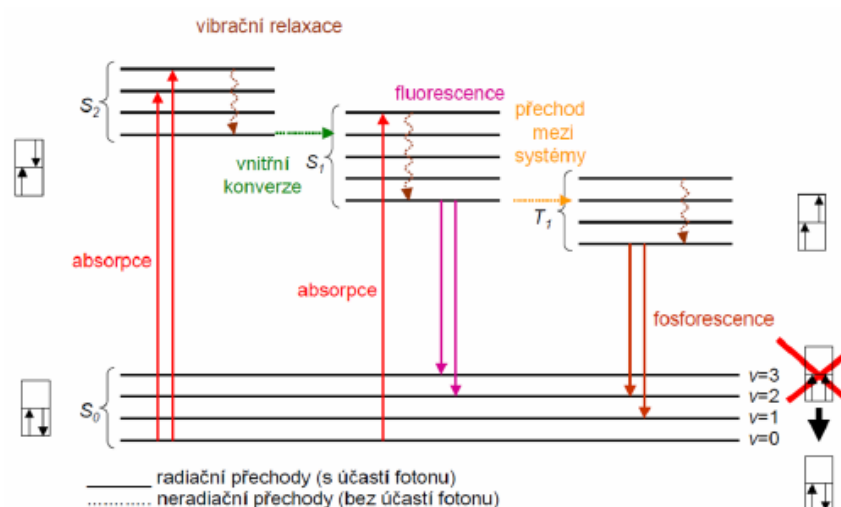 vibrační relaxace
S2
fluorescence
přechod
mezi
systémy
vnitřní
konverze
S1
T1
absorpce
absorpce
fosforescence
S0
v=3
v=2
v=1
v=0
radiační přechody (s účastí fotonu)
neradiační přechody (bez účastí fotonu)